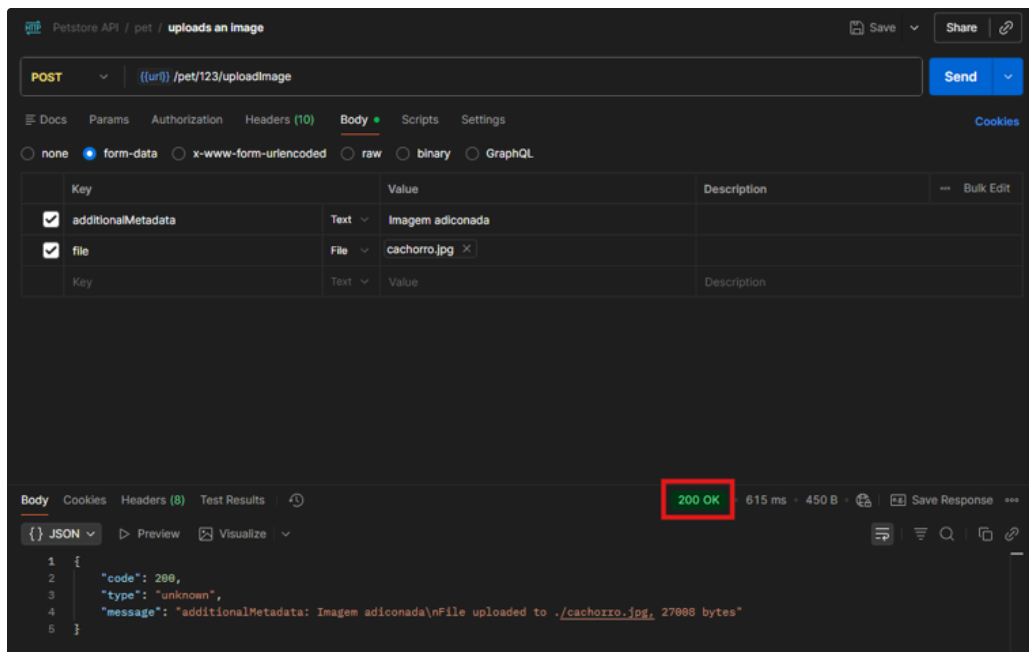 HTTP Petstore API / pet / uploads an image Save Share
POST {{url}} /pet/123/uploadImage Send
Docs Params Authorization Headers (10) Body Scripts Settings Cookies
none form-data x-www-form-urlencoded raw binary GraphQL
Key Value Description ••• Bulk Edit
additionalMetadata Text Imagem adiconada
file File cachorro.jpg ×
Key Text Value Description
Body Cookies Headers (8) Test Results 200 OK • 615 ms • 450 B e.g. Save Response •••
{} JSON Preview Visualize
1 {
2 "code": 200,
3 "type": "unknown",
4 "message": "additionalMetadata: Imagem adiconada\nFile uploaded to ./cachorro.jpg, 27008 bytes"
5 }